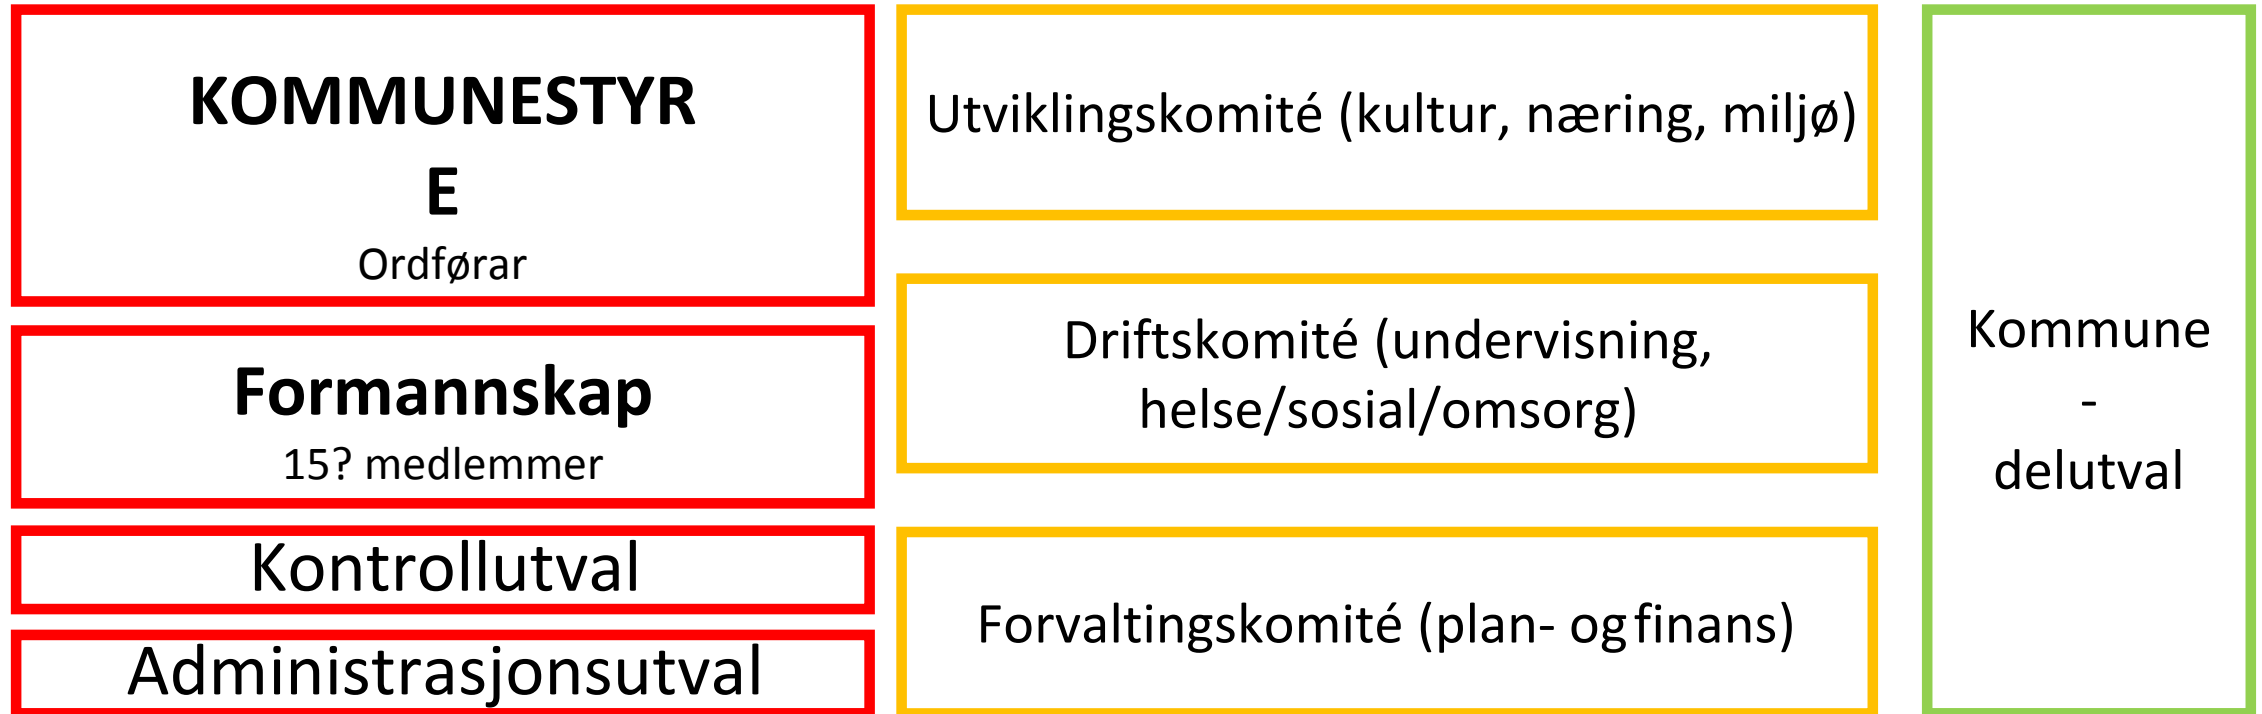 KOMMUNESTYR
E
Ordførar
Formannskap
15? medlemmer
Kontrollutval
Administrasjonsutval
Utviklingskomité (kultur, næring, miljø)
Driftskomité (undervisning,
helse/sosial/omsorg)
Forvaltingskomité (plan- og finans)
Kommune
-
delutval